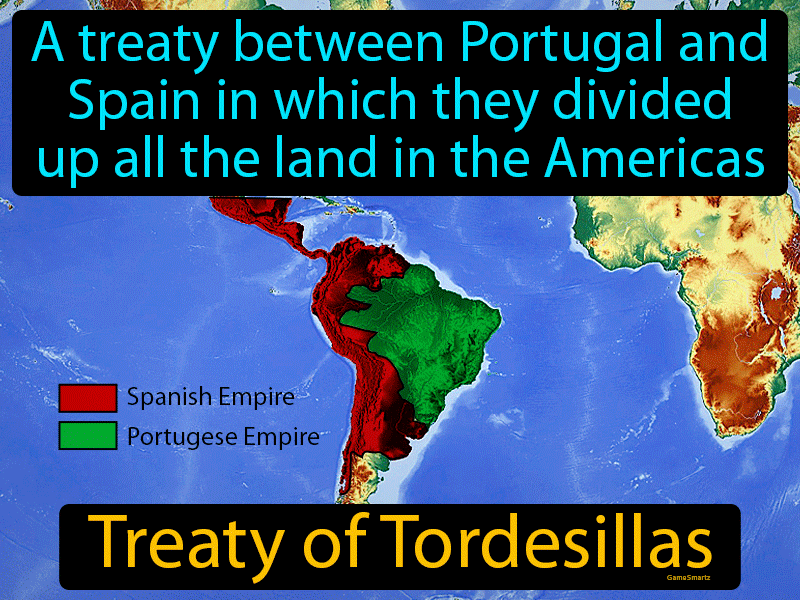 A treaty between Portugal and
Spain in which they divided
up all the land in the Americas
Spanish Empire
Portugese Empire
Treaty of Tordesillas
GameSmartz